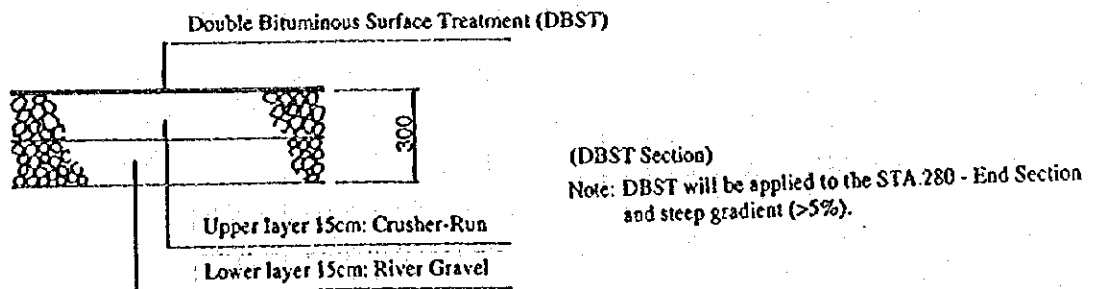 Double Bituminous Surface Treatment (DBST)
300
(DBST Section)
Note: DBST will be applied to the STA.280 - End Section
and steep gradient (>5%).
Upper layer 15cm: Crusher-Run
Lower layer 15cm: River Gravel